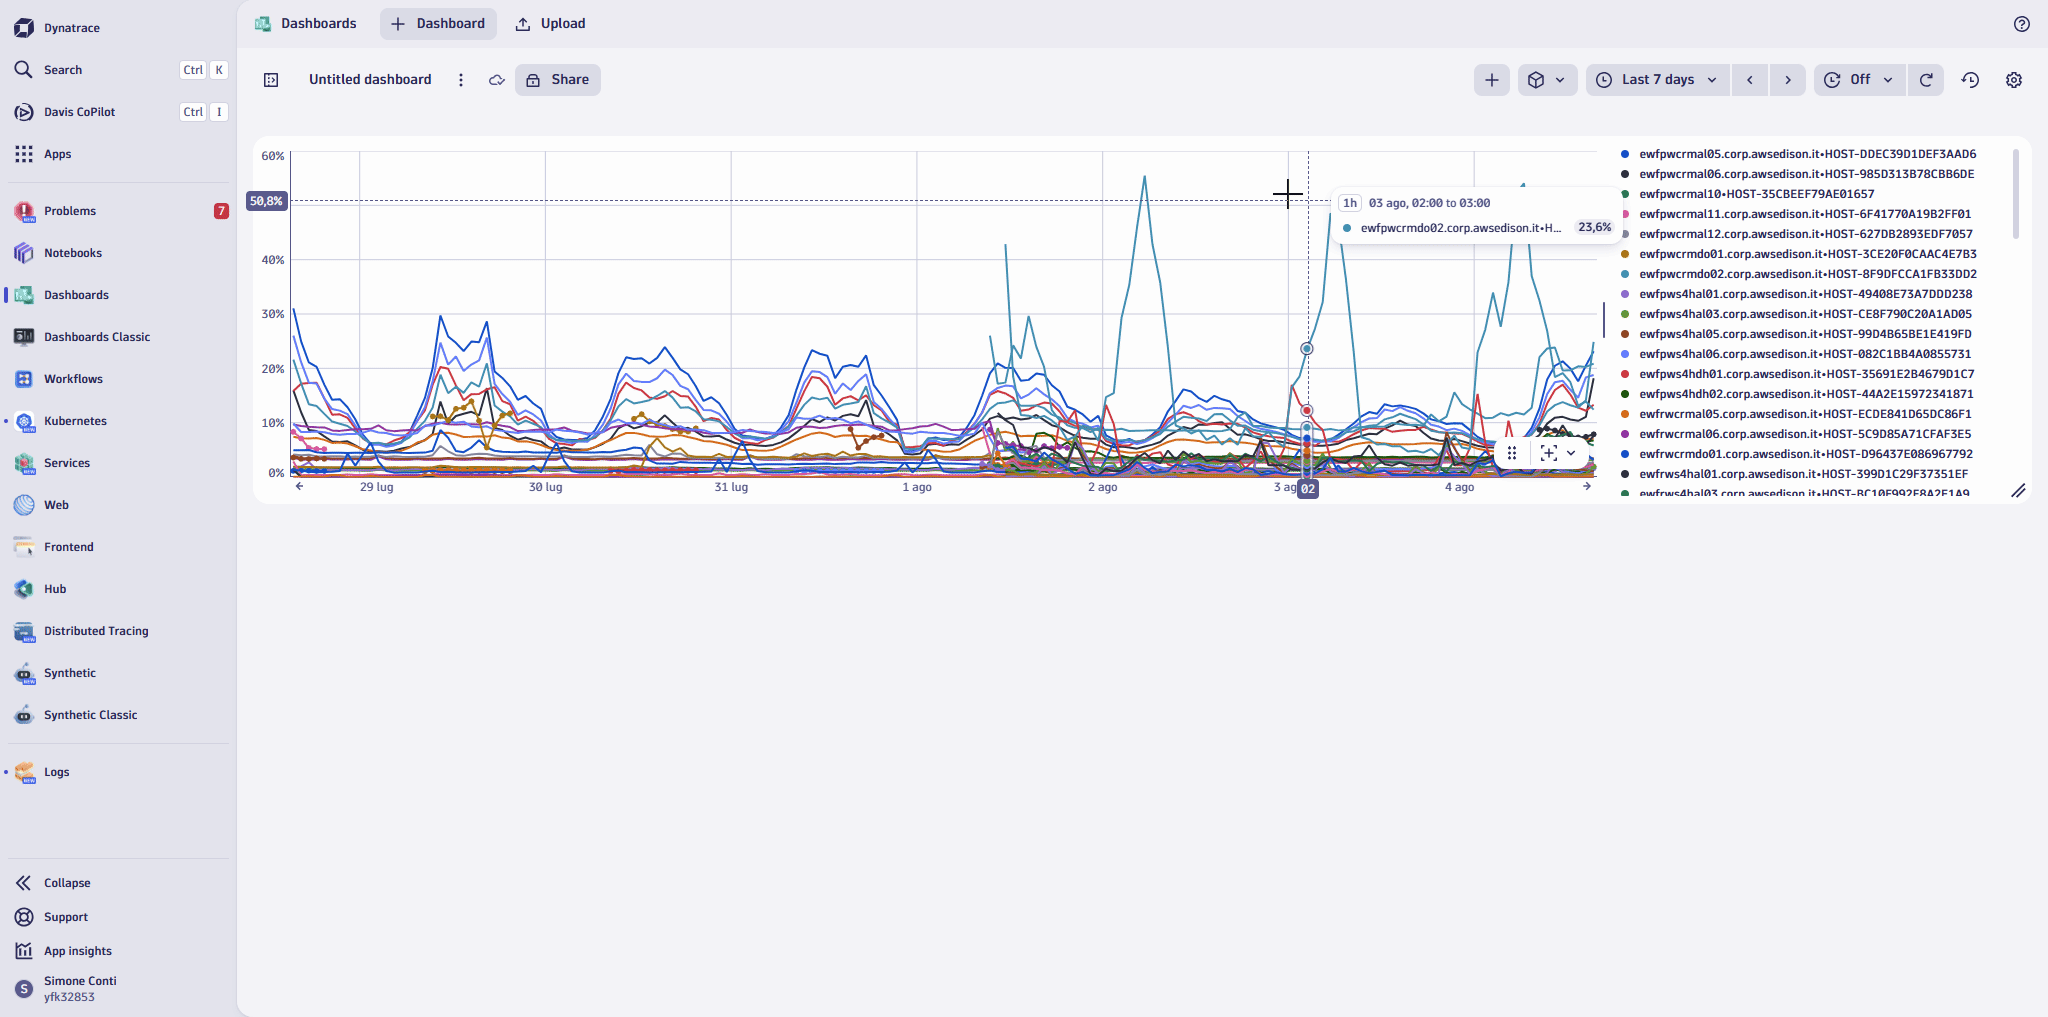 Dynatrace
Search
Ctrl K
Davis CoPilot
Ctrl I
Apps
Problems
7
Notebooks
Dashboards
Dashboards Classic
Workflows
Kubernetes
Services
Web
Frontend
Hub
Distributed Tracing
Synthetic
Synthetic Classic
Logs
Collapse
Support
App insights
S
Simone Conti
yfk32853
Dashboards
Dashboard
Upload
Untitled dashboard
Share
Last 7 days
Off
60%
50,8%
40%
30%
20%
10%
0%
29 lug
30 lug
31 lug
1 ago
2 ago
3 ago
02
4 ago
1h 03 ago, 02:00 to 03:00
ewfpwcrmdo02.corp.awsedison.it•H... 23,6%
ewfpwcrmal05.corp.awsedison.it•HOST-DDEC39D1DEF3AAD6
ewfpwcrmal06.corp.awsedison.it•HOST-985D313B78CBB6DE
ewfpwcrmal10•HOST-35CBEEF79AE01657
ewfpwcrmal11.corp.awsedison.it•HOST-6F41770A19B2FF01
ewfpwcrmal12.corp.awsedison.it•HOST-627DB2893EDF7057
ewfpwcrmdo01.corp.awsedison.it•HOST-3CE20F0CAAC4E7B3
ewfpwcrmdo02.corp.awsedison.it•HOST-8F9DFCCA1FB33DD2
ewfpws4hal01.corp.awsedison.it•HOST-49408E73A7DDD238
ewfpws4hal03.corp.awsedison.it•HOST-CE8F790C20A1AD05
ewfpws4hal05.corp.awsedison.it•HOST-99D4B65BE1E419FD
ewfpws4hal06.corp.awsedison.it•HOST-082C1BB4A0855731
ewfpws4hdh01.corp.awsedison.it•HOST-35691E2B4679D1C7
ewfpws4hdh02.corp.awsedison.it•HOST-44A2E15972341871
ewfrwcrmal05.corp.awsedison.it•HOST-ECDE841D65DC86F1
ewfrwcrmal06.corp.awsedison.it•HOST-5C9DB5A71CFAF3E5
ewfrwcrmdo01.corp.awsedison.it•HOST-D96437E086967792
ewfrws4hal01.corp.awsedison.it•HOST-399D1C29F37351EF
ewfrws4hal03.corp.awsedison.it•HOST-BC10F992F8A2F1A9